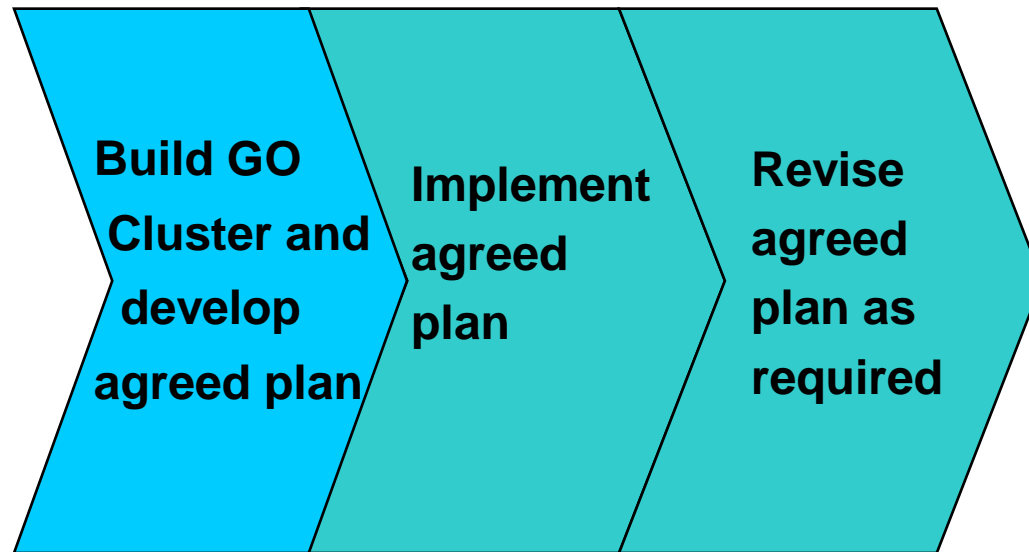 Build GO
Cluster and
develop
agreed plan
Implement
agreed
plan
Revise
agreed
plan as
required